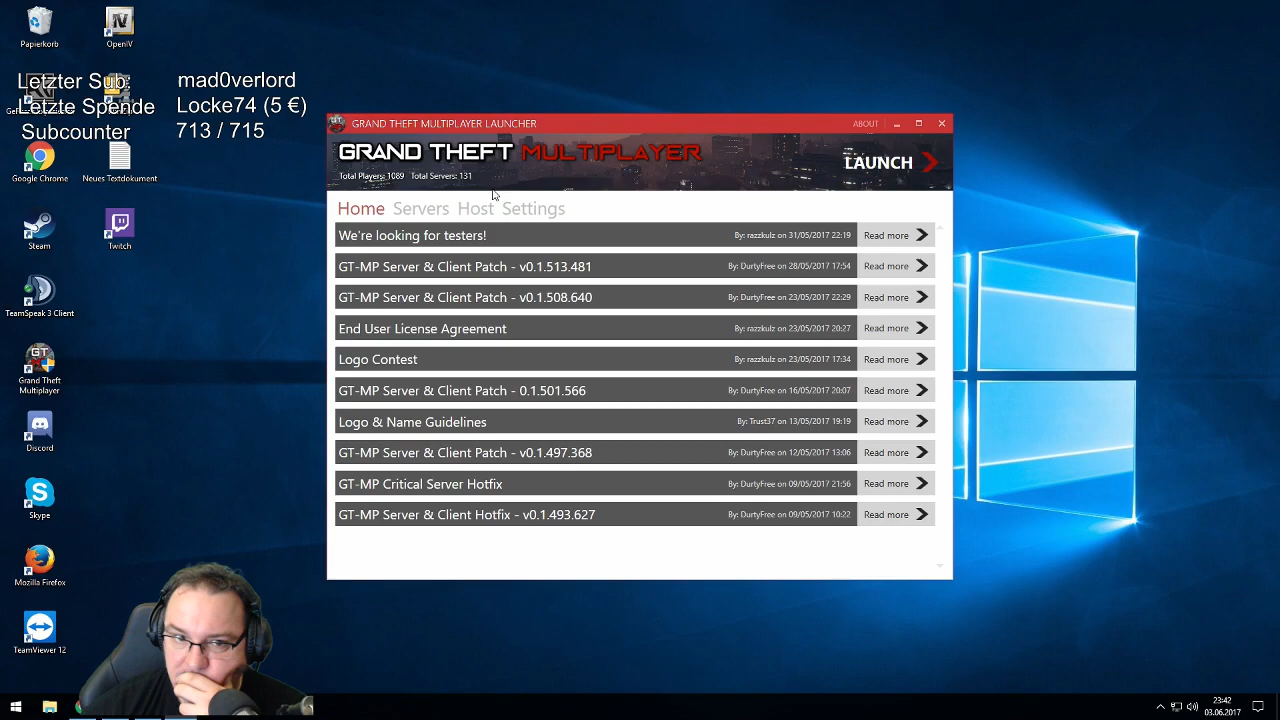 Papierkorb
OpenIV
Letzter Sub
mad0verlord
Letzte Spende
Locke74 (5 €)
Subcounter
713 / 715
Google Chrome
Neues Textdokument
Steam
Twitch
TeamSpeak 3 Client
Grand Theft
Multiplayer
Discord
Skype
Mozilla Firefox
TeamViewer 12
GRAND THEFT MULTIPLAYER LAUNCHER
ABOUT
GRAND THEFT MULTIPLAYER
LAUNCH
Total Players: 1089 Total Servers: 131
Home Servers Host Settings
We're looking for testers! By: razzkulz on 31/05/2017 22:19 Read more
GT-MP Server & Client Patch - v0.1.513.481 By: DurtyFree on 28/05/2017 17:54 Read more
GT-MP Server & Client Patch - v0.1.508.640 By: DurtyFree on 23/05/2017 22:29 Read more
End User License Agreement By: razzkulz on 23/05/2017 20:27 Read more
Logo Contest By: razzkulz on 23/05/2017 17:34 Read more
GT-MP Server & Client Patch - 0.1.501.566 By: DurtyFree on 16/05/2017 20:07 Read more
Logo & Name Guidelines By: Trust37 on 13/05/2017 19:19 Read more
GT-MP Server & Client Patch - v0.1.497.368 By: DurtyFree on 12/05/2017 13:06 Read more
GT-MP Critical Server Hotfix By: DurtyFree on 09/05/2017 21:56 Read more
GT-MP Server & Client Hotfix - v0.1.493.627 By: DurtyFree on 09/05/2017 10:22 Read more
23:42
03.06.2017